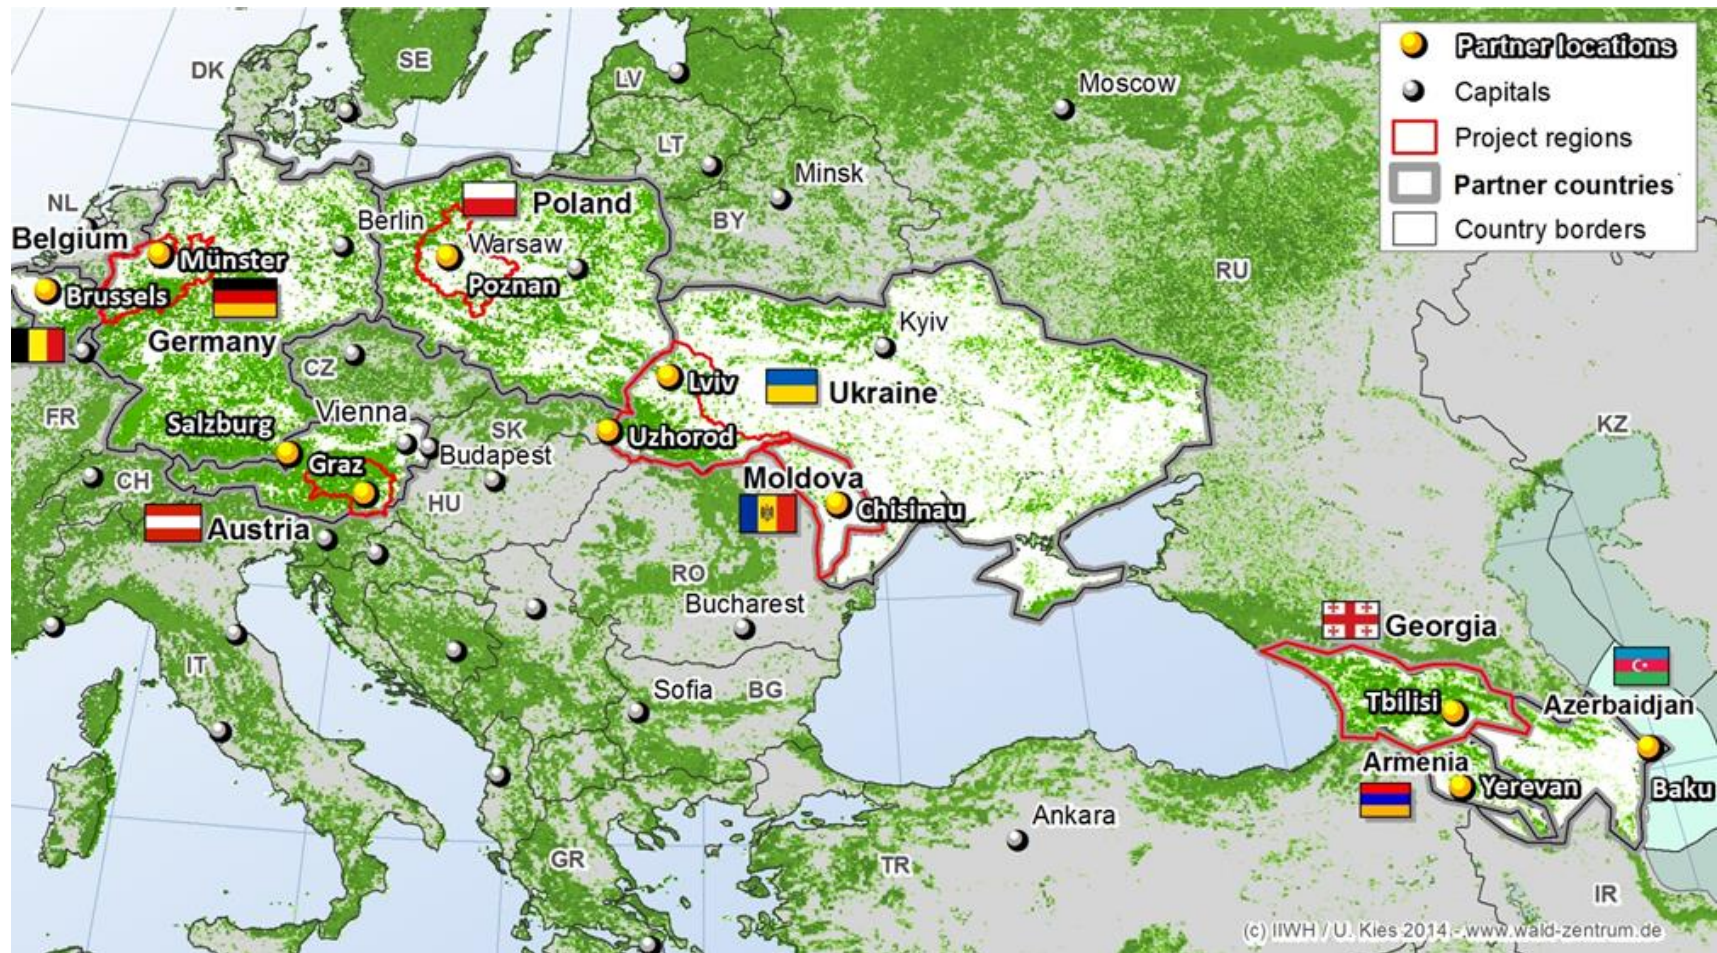 Partner locations
Capitals
Project regions
Partner countries
Country borders
DK
SE
LV
Moscow
LT
Minsk
NL
BY
Belgium
Berlin
Poland
Warsaw
Münster
Poznan
RU
Brussels
Germany
Kyiv
CZ
Lviv
Ukraine
FR
Salzburg
Vienna
SK
Uzhorod
KZ
Graz
Budapest
CH
HU
Moldova
Chisinau
Austria
RO
Bucharest
Georgia
IT
Sofia
BG
Tbilisi
Azerbaidjan
Armenia
Yerevan
Baku
Ankara
GR
TR
IR
(c) IIWH / U. Kies 2014 - www.wald-zentrum.de